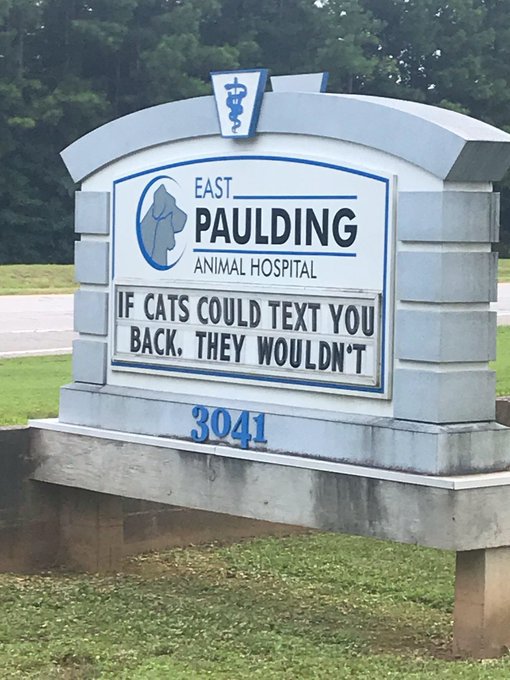 EAST
PAULDING
ANIMAL HOSPITAL
IF CATS COULD TEXT YOU
BACK. THEY WOULDN'T
3041